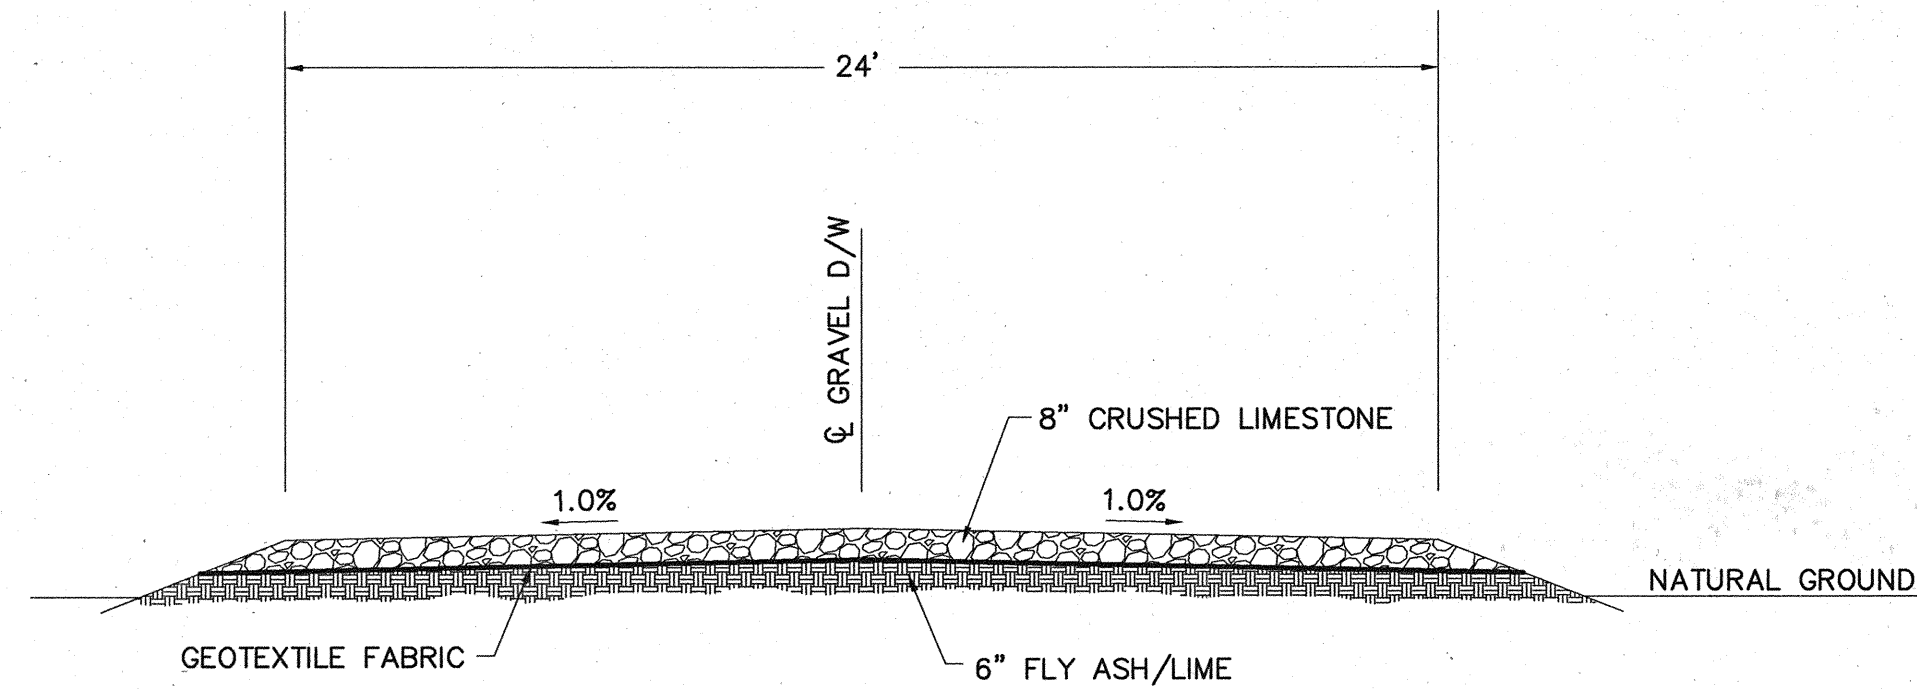 24'
℄ GRAVEL D/W
8" CRUSHED LIMESTONE
1.0%
1.0%
NATURAL GROUND
GEOTEXTILE FABRIC
6" FLY ASH/LIME